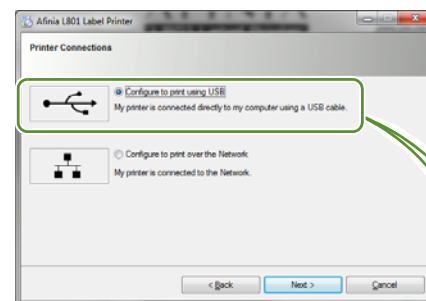 Afinia L801 Label Printer
Printer Connections
Configure to print using USB
My printer is connected directly to my computer using a USB cable.
Configure to print over the Network
My printer is connected to the Network.
< Back
Next >
Cancel